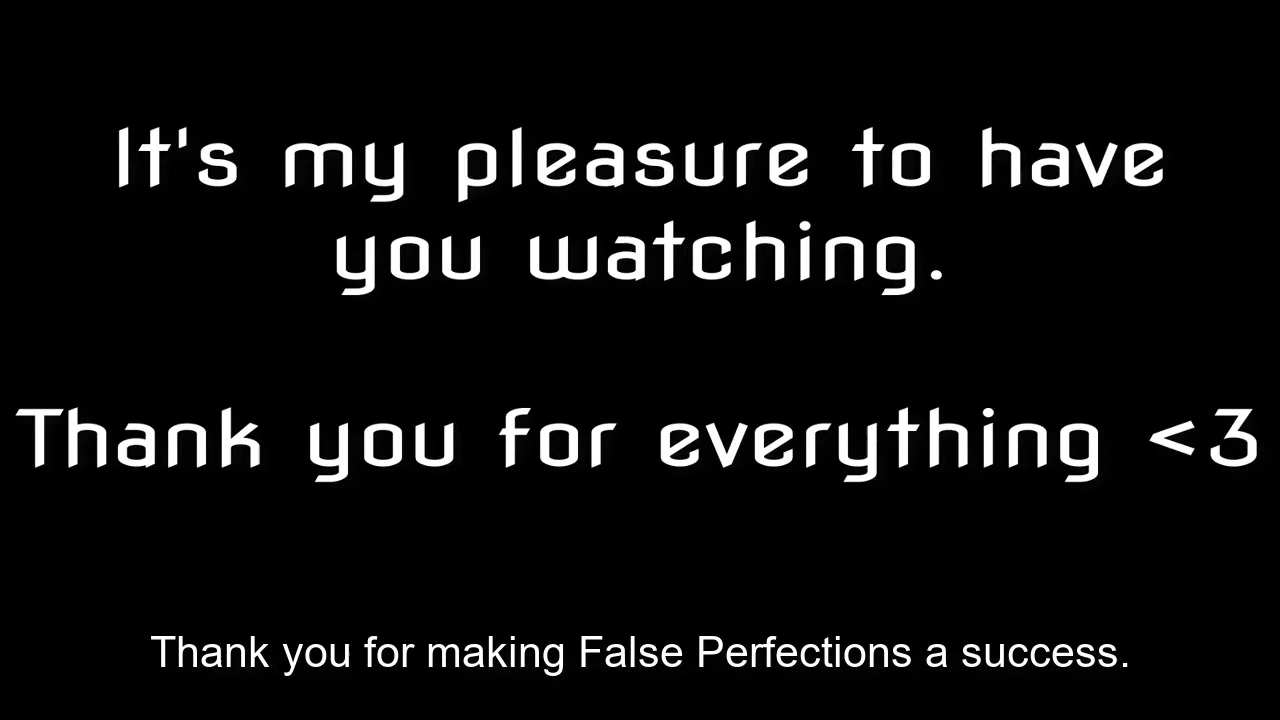 It's my pleasure to have
you watching.
Thank you for everything <3
Thank you for making False Perfections a success.